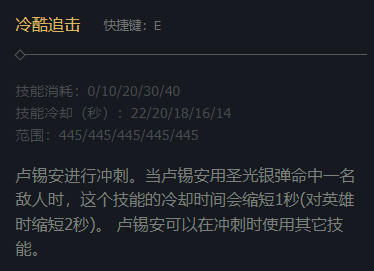 冷酷追击 快捷键：E
技能消耗：0/10/20/30/40
技能冷却（秒）：22/20/18/16/14
范围：445/445/445/445/445
卢锡安进行冲刺。当卢锡安用圣光银弹命中一名
敌人时，这个技能的冷却时间会缩短1秒(对英雄
时缩短2秒)。 卢锡安可以在冲刺时使用其它技
能。